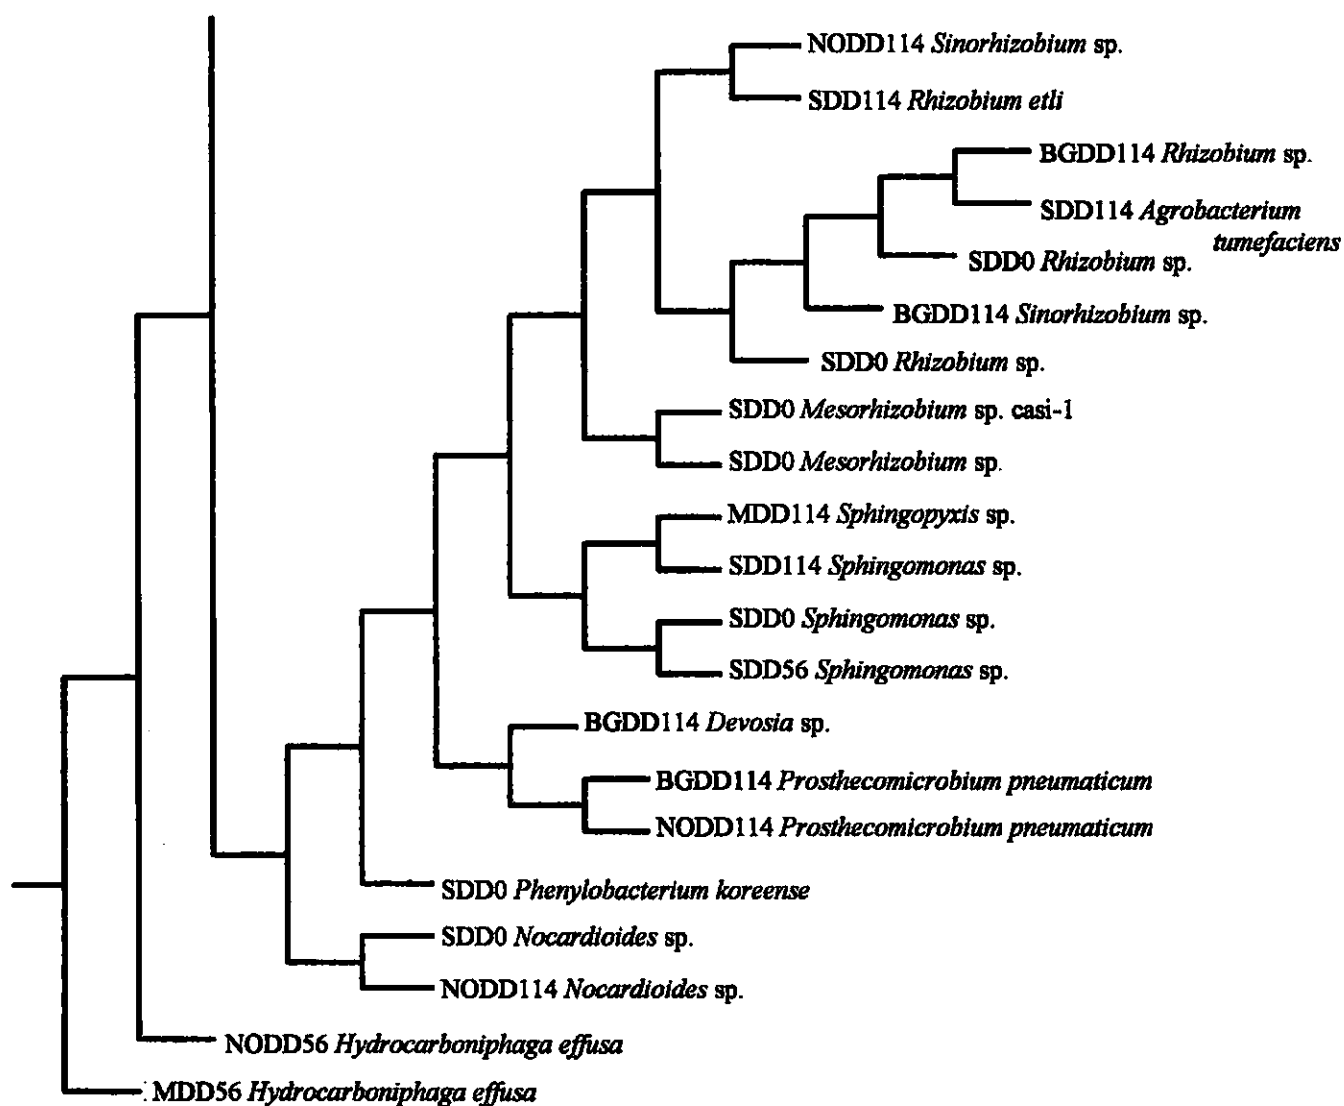 NODD114 Sinorhizobium sp.
SDD114 Rhizobium etli
BGDD114 Rhizobium sp.
SDD114 Agrobacterium
tumefaciens
SDD0 Rhizobium sp.
BGDD114 Sinorhizobium sp.
SDD0 Rhizobium sp.
SDD0 Mesorhizobium sp. casi-1
SDD0 Mesorhizobium sp.
MDD114 Sphingopyxis sp.
SDD114 Sphingomonas sp.
SDD0 Sphingomonas sp.
SDD56 Sphingomonas sp.
BGDD114 Devosia sp.
BGDD114 Prosthecomicrobium pneumaticum
NODD114 Prosthecomicrobium pneumaticum
SDD0 Phenylobacterium koreense
SDD0 Nocardioides sp.
NODD114 Nocardioides sp.
NODD56 Hydrocarboniphaga effusa
MDD56 Hydrocarboniphaga effusa